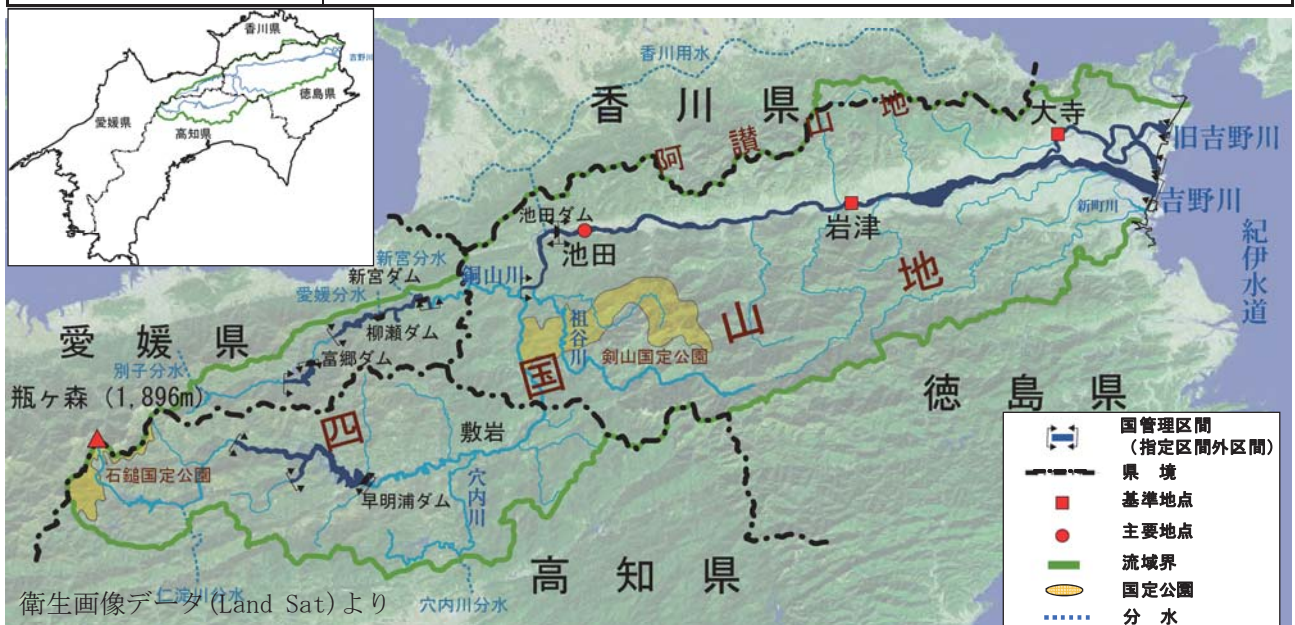 香川県
吉野川
徳島県
愛媛県
高知県
香川用水
香川県
阿讃山地
大寺
旧吉野川
吉野川
新町川
紀伊水道
岩津
池田ダム
池田
新宮分水
新宮ダム
銅山川
愛媛分水
柳瀬ダム
富郷ダム
愛媛県
別子分水
瓶ヶ森 (1,896m)
祖谷川
剣山国定公園
四国山地
徳島県
敷岩
石鎚国定公園
早明浦ダム
穴内川
高知県
仁淀川分水
穴内川分水
衛生画像データ(Land Sat)より
国管理区間
(指定区間外区間)
県 境
基準地点
主要地点
流域界
国定公園
分 水